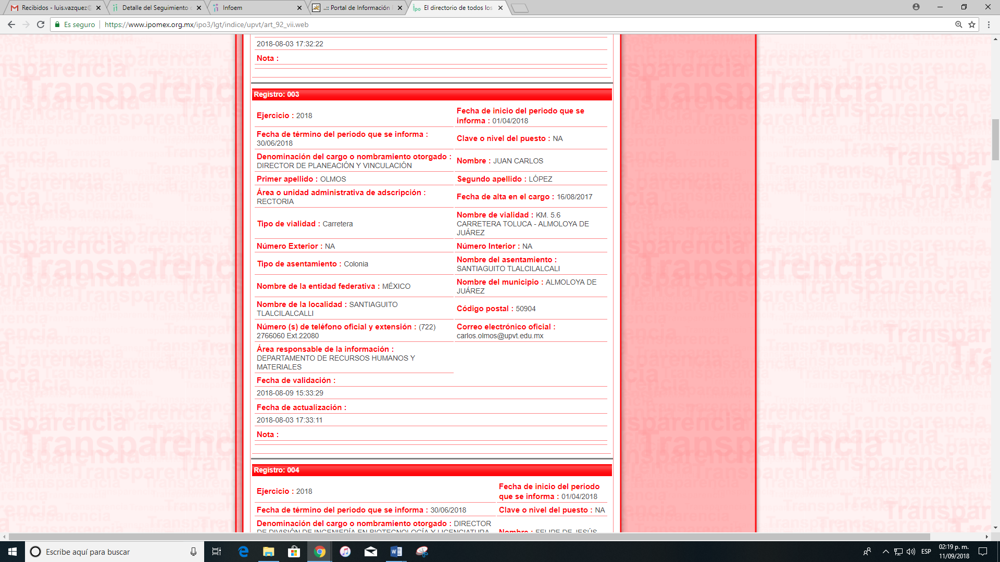 Recibidos - luis.vazquez@
Detalle del Seguimiento d
Infoem
..:: Portal de Información
El directorio de todos los
Es seguro
https://www.ipomex.org.mx/ipo3/lgt/indice/upvt/art_92_vii.web
2018-08-03 17:32:22
Nota :
Registro: 003
Ejercicio : 2018
Fecha de inicio del periodo que se
informa : 01/04/2018
Fecha de término del periodo que se informa :
30/06/2018
Clave o nivel del puesto : NA
Denominación del cargo o nombramiento otorgado :
DIRECTOR DE PLANEACIÓN Y VINCULACIÓN
Nombre : JUAN CARLOS
Primer apellido : OLMOS
Segundo apellido : LÓPEZ
Área o unidad administrativa de adscripción :
RECTORIA
Fecha de alta en el cargo : 16/08/2017
Tipo de vialidad : Carretera
Nombre de vialidad : KM. 5.6
CARRETERA TOLUCA - ALMOLOYA DE
JUÁREZ
Número Exterior : NA
Número Interior : NA
Tipo de asentamiento : Colonia
Nombre del asentamiento :
SANTIAGUITO TLALCILALCALI
Nombre de la entidad federativa : MÉXICO
Nombre del municipio : ALMOLOYA DE
JUÁREZ
Nombre de la localidad : SANTIAGUITO
TLALCILALCALLI
Código postal : 50904
Número (s) de teléfono oficial y extensión : (722)
2766060 Ext.22080
Correo electrónico oficial :
carlos.olmos@upvt.edu.mx
Área responsable de la información :
DEPARTAMENTO DE RECURSOS HUMANOS Y
MATERIALES
Fecha de validación :
2018-08-09 15:33:29
Fecha de actualización :
2018-08-03 17:33:11
Nota :
Registro: 004
Ejercicio : 2018
Fecha de inicio del periodo
que se informa : 01/04/2018
Fecha de término del periodo que se informa : 30/06/2018
Clave o nivel del puesto : NA
Denominación del cargo o nombramiento otorgado : DIRECTOR
DE DIVISIÓN DE INGENIERÍA EN BIOTECNOLOGÍA Y LICENCIATURA
Nombre : FELIPE DE JESÚS
Transparencia
Escribe aquí para buscar
ESP
02:19 p. m.
11/09/2018